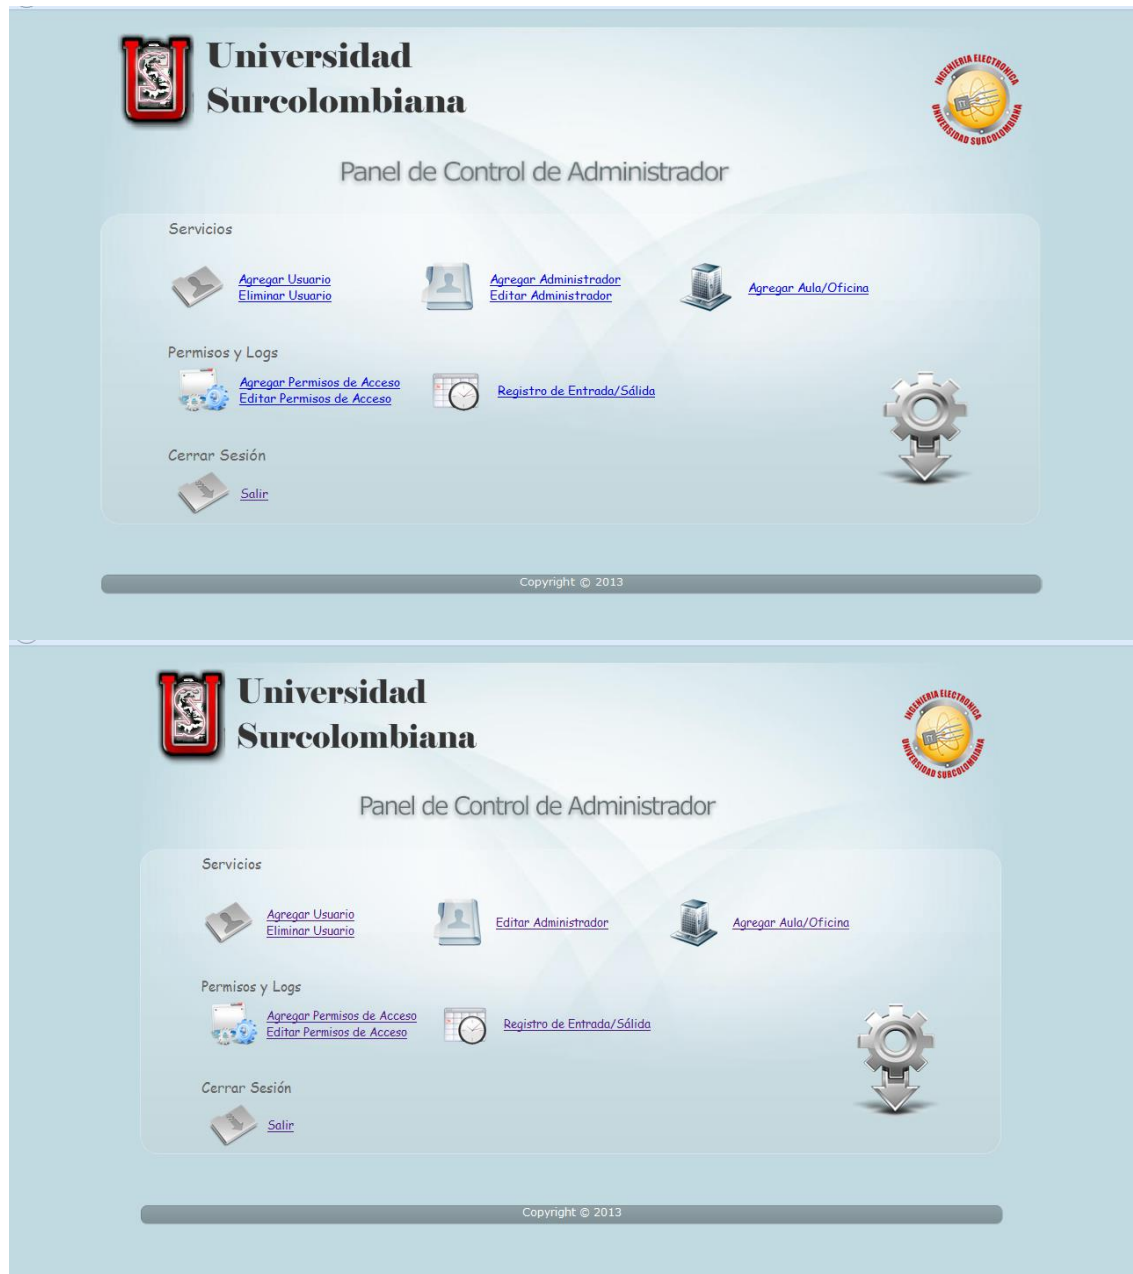 Universidad
Surcolombiana
INGENIERIA ELECTRONICA
UNIVERSIDAD SURCOLOMBIANA
Panel de Control de Administrador
Servicios
Agregar Usuario
Eliminar Usuario
Agregar Administrador
Editar Administrador
Agregar Aula/Oficina
Permisos y Logs
Agregar Permisos de Acceso
Editar Permisos de Acceso
Registro de Entrada/Sálida
Cerrar Sesión
Salir
Copyright © 2013
Universidad
Surcolombiana
INGENIERIA ELECTRONICA
UNIVERSIDAD SURCOLOMBIANA
Panel de Control de Administrador
Servicios
Agregar Usuario
Eliminar Usuario
Editar Administrador
Agregar Aula/Oficina
Permisos y Logs
Agregar Permisos de Acceso
Editar Permisos de Acceso
Registro de Entrada/Sálida
Cerrar Sesión
Salir
Copyright © 2013